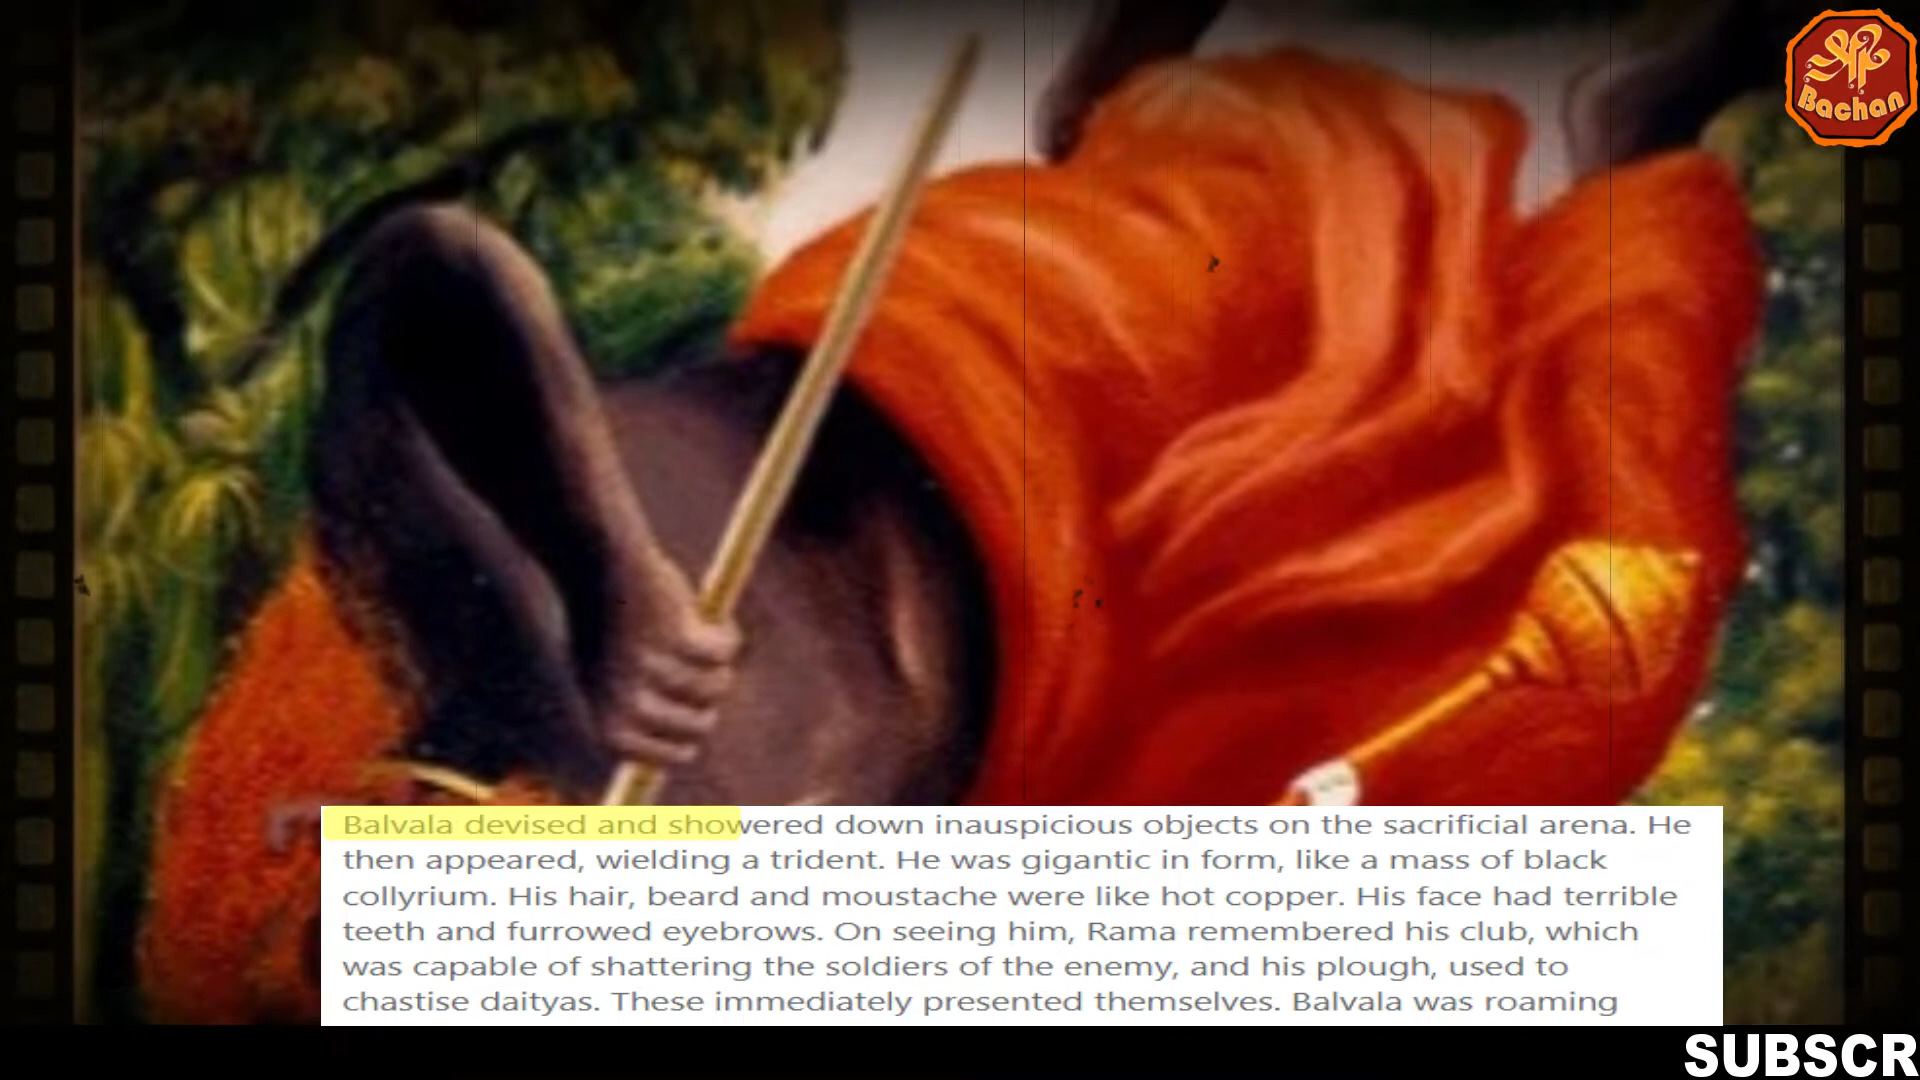 Bachan
Balvala devised and showered down inauspicious objects on the sacrificial arena. He
then appeared, wielding a trident. He was gigantic in form, like a mass of black
collyrium. His hair, beard and moustache were like hot copper. His face had terrible
teeth and furrowed eyebrows. On seeing him, Rama remembered his club, which
was capable of shattering the soldiers of the enemy, and his plough, used to
chastise daityas. These immediately presented themselves. Balvala was roaming
SUBSCR